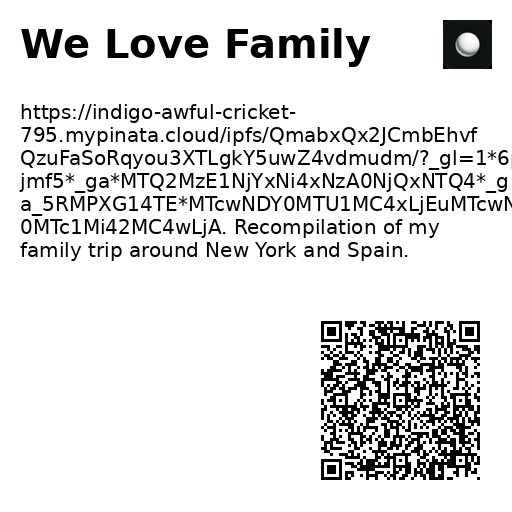 We Love Family
https://indigo-awful-cricket-
795.mypinata.cloud/ipfs/QmabxQx2JCmbEhvf
QzuFaSoRqyou3XTLgkY5uwZ4vdmudm/?_gl=1*6
jmf5*_ga*MTQ2MzE1NjYxNi4xNzA0NjQxNTQ4*_g
a_5RMPXG14TE*MTcwNDY0MTU1MC4xLjEuMTcwN
0MTc1Mi42MC4wLjA. Recompilation of my
family trip around New York and Spain.